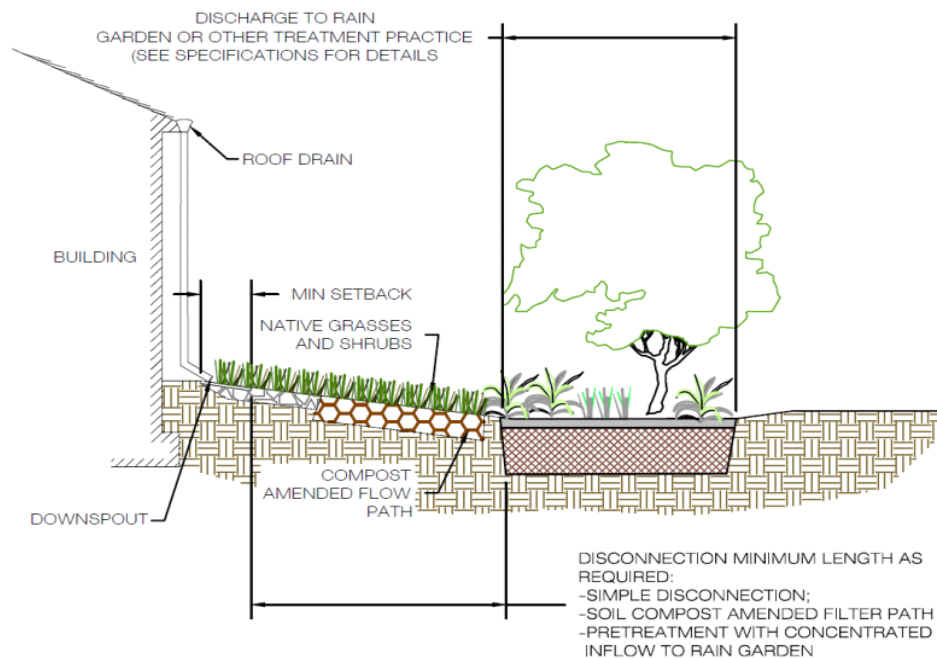 DISCHARGE TO RAIN
GARDEN OR OTHER TREATMENT PRACTICE
(SEE SPECIFICATIONS FOR DETAILS
ROOF DRAIN
BUILDING
MIN SETBACK
NATIVE GRASSES
AND SHRUBS
COMPOST
AMENDED FLOW
PATH
DOWNSPOUT
DISCONNECTION MINIMUM LENGTH AS
REQUIRED:
-SIMPLE DISCONNECTION;
-SOIL COMPOST AMENDED FILTER PATH
-PRETREATMENT WITH CONCENTRATED
INFLOW TO RAIN GARDEN